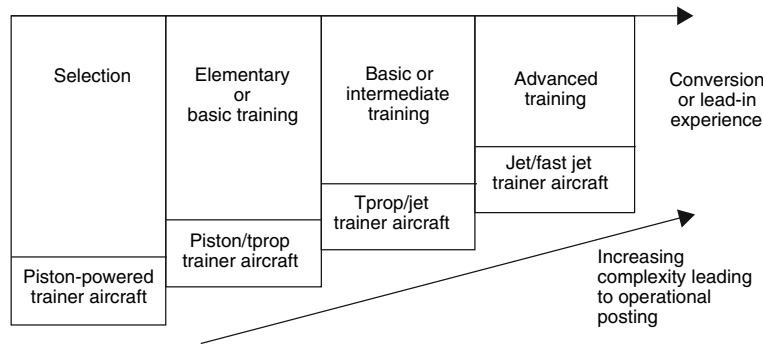 Selection
Piston-powered
trainer aircraft
Elementary
or
basic training
Piston/tprop
trainer aircraft
Basic or
intermediate
training
Tprop/jet
trainer aircraft
Advanced
training
Jet/fast jet
trainer aircraft
Conversion
or lead-in
experience
Increasing
complexity leading
to operational
posting